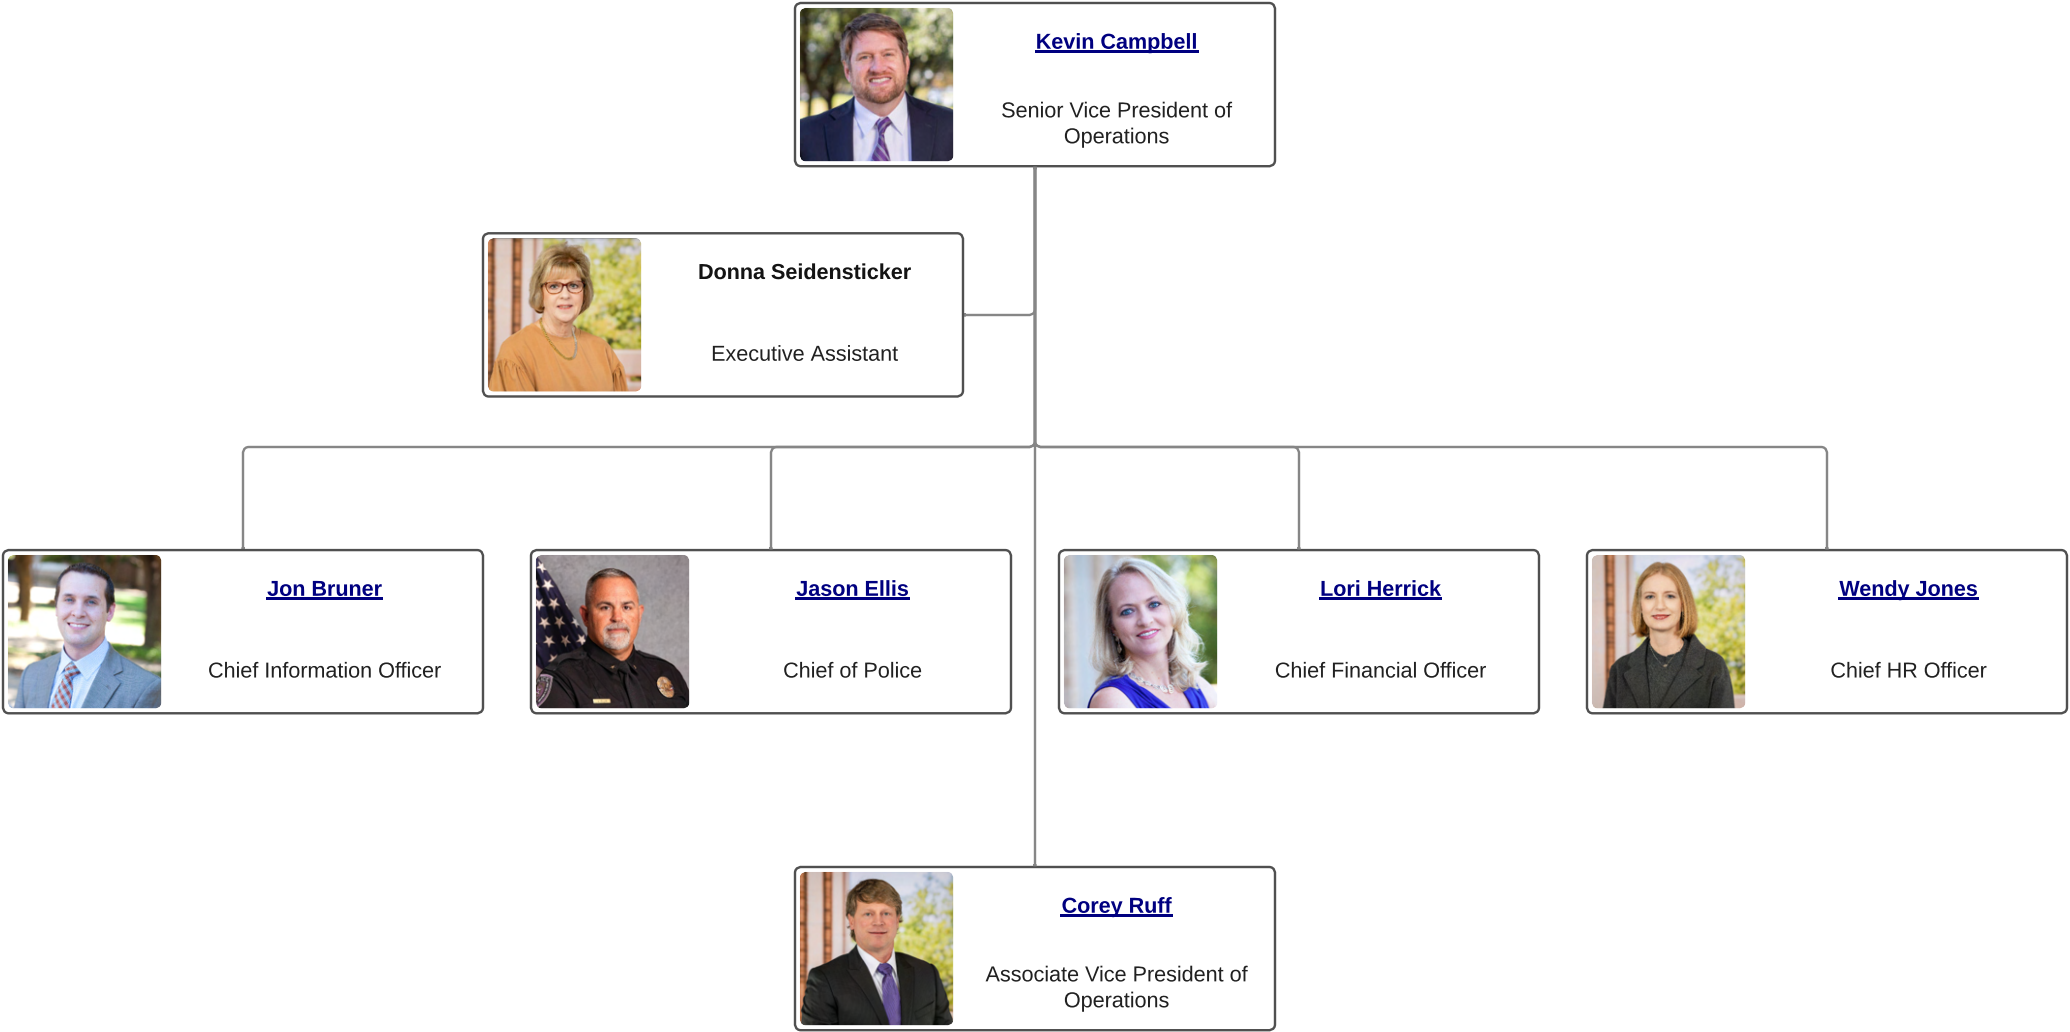 Kevin Campbell
Senior Vice President of
Operations
Donna Seidensticker
Executive Assistant
Jon Bruner
Chief Information Officer
Jason Ellis
Chief of Police
Lori Herrick
Chief Financial Officer
Wendy Jones
Chief HR Officer
Corey Ruff
Associate Vice President of
Operations